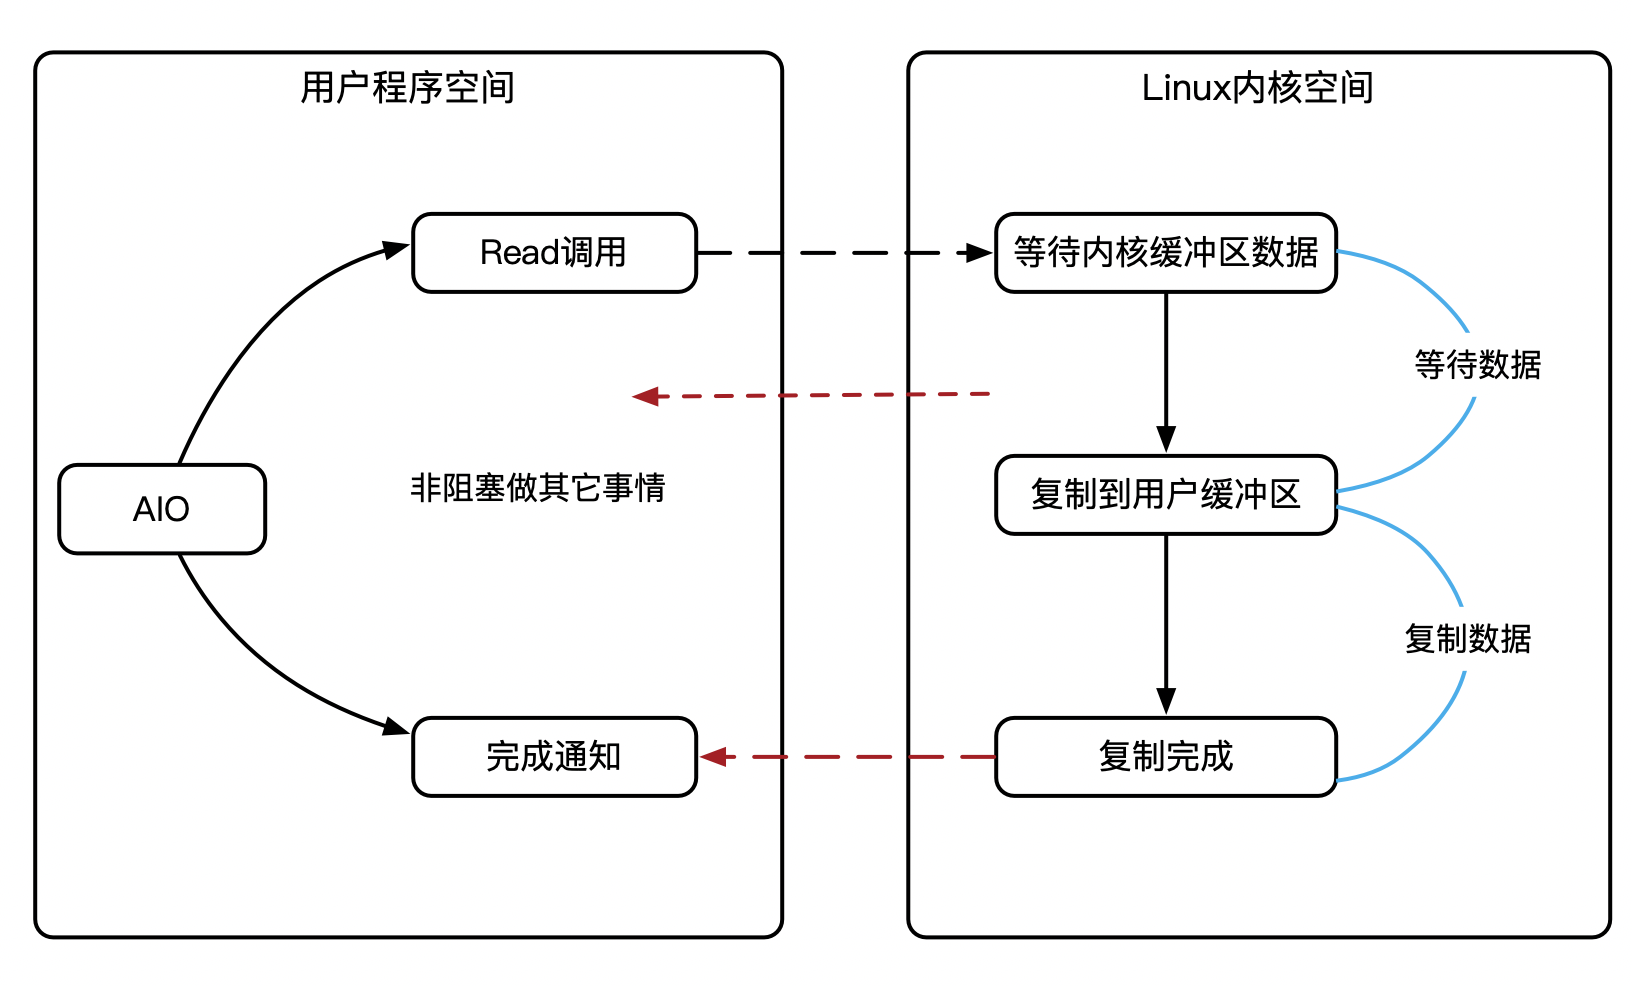 用户程序空间
Linux内核空间
Read调用
等待内核缓冲区数据
等待数据
非阻塞做其它事情
复制到用户缓冲区
AIO
复制数据
完成通知
复制完成